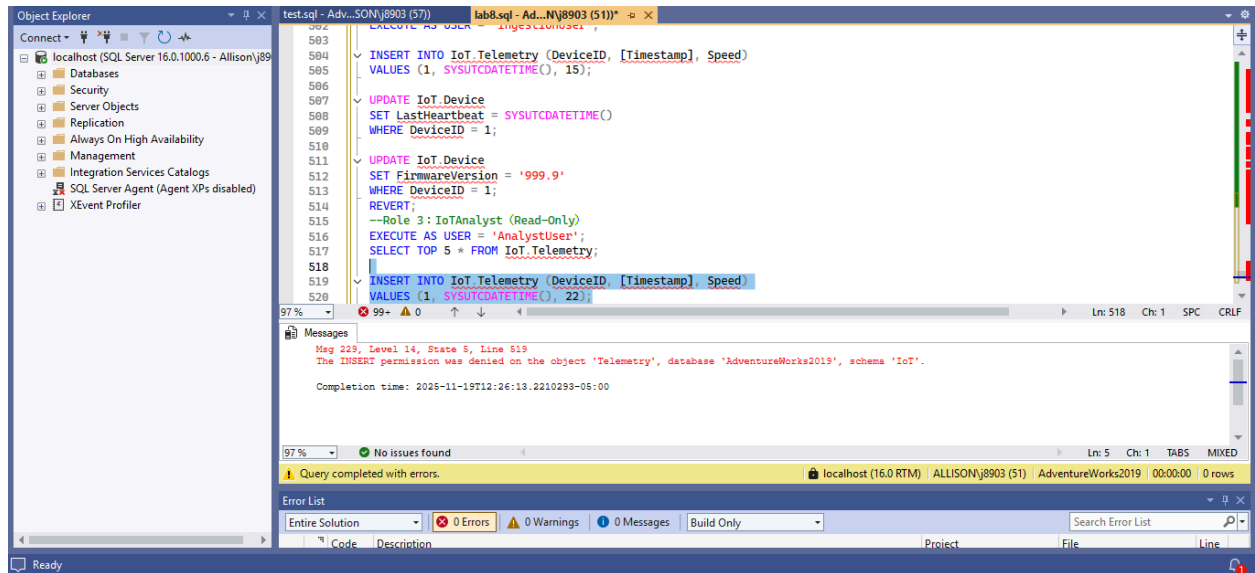 Object Explorer
Connect
localhost (SQL Server 16.0.1000.6 - Allison\j89
Databases
Security
Server Objects
Replication
Always On High Availability
Management
Integration Services Catalogs
SQL Server Agent (Agent XPs disabled)
XEvent Profiler
test.sql - Adv...SON\j8903 (57))
lab8.sql - Ad...N\j8903 (51))*
502 EXECUTE AS USER = 'IngestionUser';
503
504 INSERT INTO IoT.Telemetry (DeviceID, [Timestamp], Speed)
505 VALUES (1, SYSUTCDATETIME(), 15);
506
507 UPDATE IoT.Device
508 SET LastHeartbeat = SYSUTCDATETIME()
509 WHERE DeviceID = 1;
510
511 UPDATE IoT.Device
512 SET FirmwareVersion = '999.9'
513 WHERE DeviceID = 1;
514 REVERT;
515 --Role 3：IoTAnalyst（Read-Only）
516 EXECUTE AS USER = 'AnalystUser';
517 SELECT TOP 5 * FROM IoT.Telemetry;
518
519 INSERT INTO IoT.Telemetry (DeviceID, [Timestamp], Speed)
520 VALUES (1, SYSUTCDATETIME(), 22);
97 % 99+ 0 Ln: 518 Ch: 1 SPC CRLF
Messages
Msg 229, Level 14, State 5, Line 519
The INSERT permission was denied on the object 'Telemetry', database 'AdventureWorks2019', schema 'IoT'.
Completion time: 2025-11-19T12:26:13.2210293-05:00
97 % No issues found Ln: 5 Ch: 1 TABS MIXED
Query completed with errors. localhost (16.0 RTM) ALLISON\j8903 (51) AdventureWorks2019 00:00:00 0 rows
Error List
Entire Solution 0 Errors 0 Warnings 0 Messages Build Only Search Error List
Code Description Project File Line
Ready 1